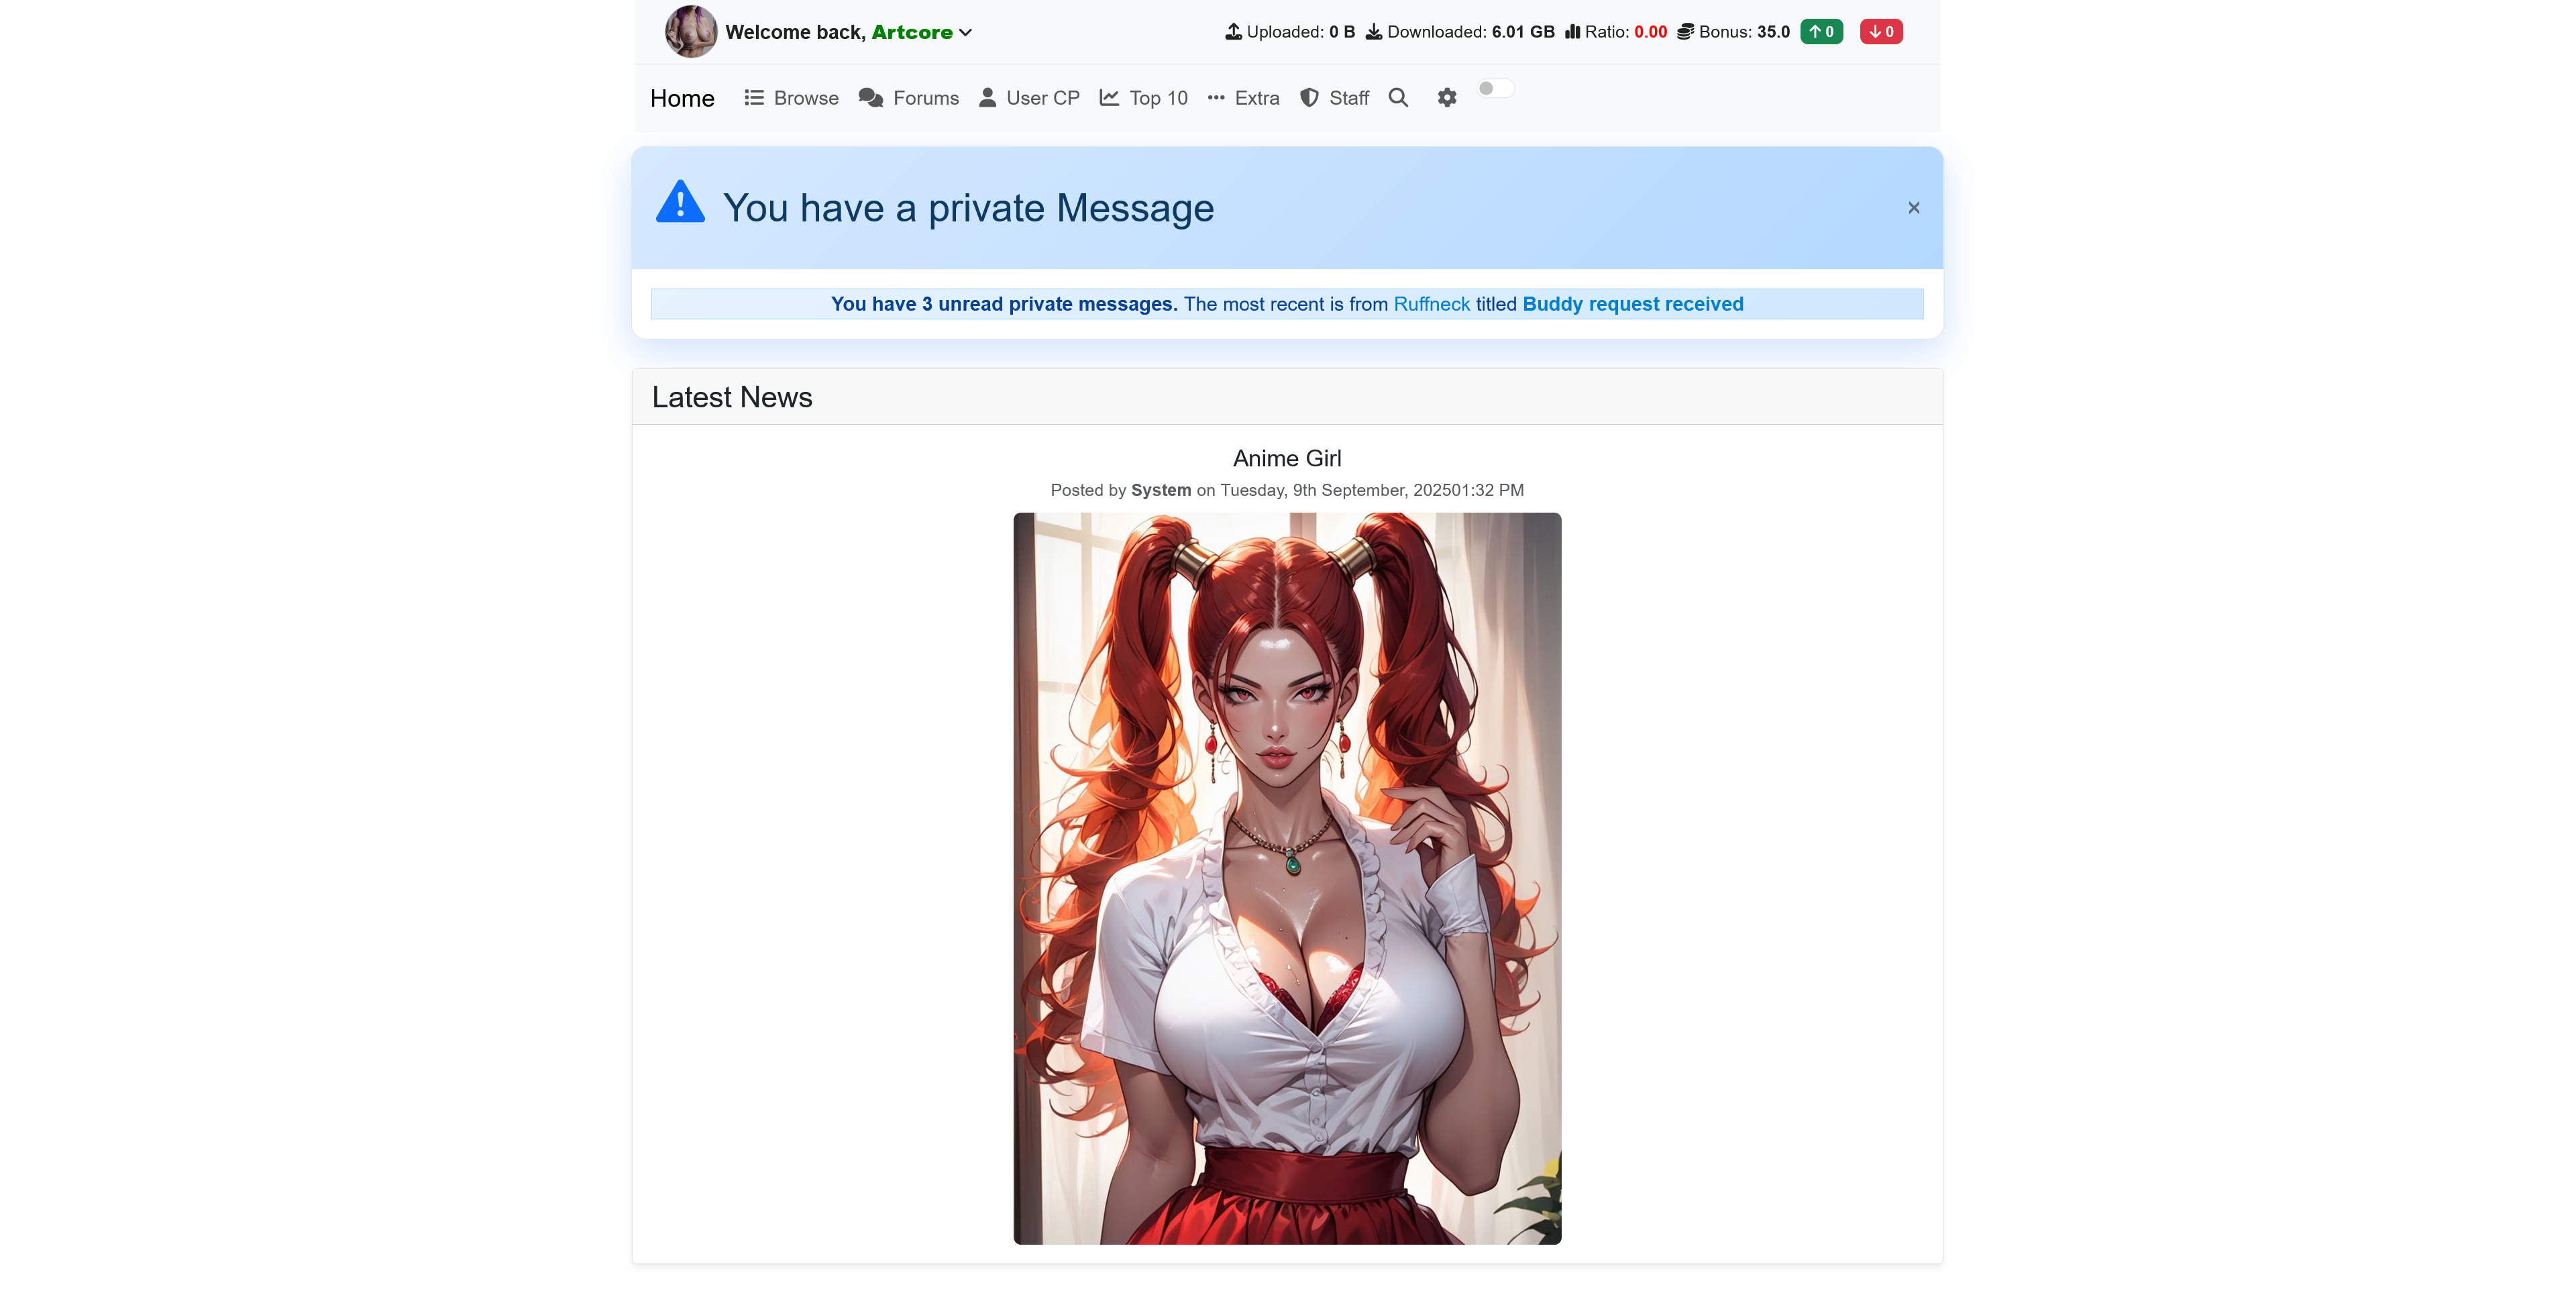 Welcome back, Artcore
Uploaded: 0 B Downloaded: 6.01 GB Ratio: 0.00 Bonus: 35.0 0 0
Home Browse Forums User CP Top 10 Extra Staff
You have a private Message
You have 3 unread private messages. The most recent is from Ruffneck titled Buddy request received
Latest News
Anime Girl
Posted by System on Tuesday, 9th September, 202501:32 PM